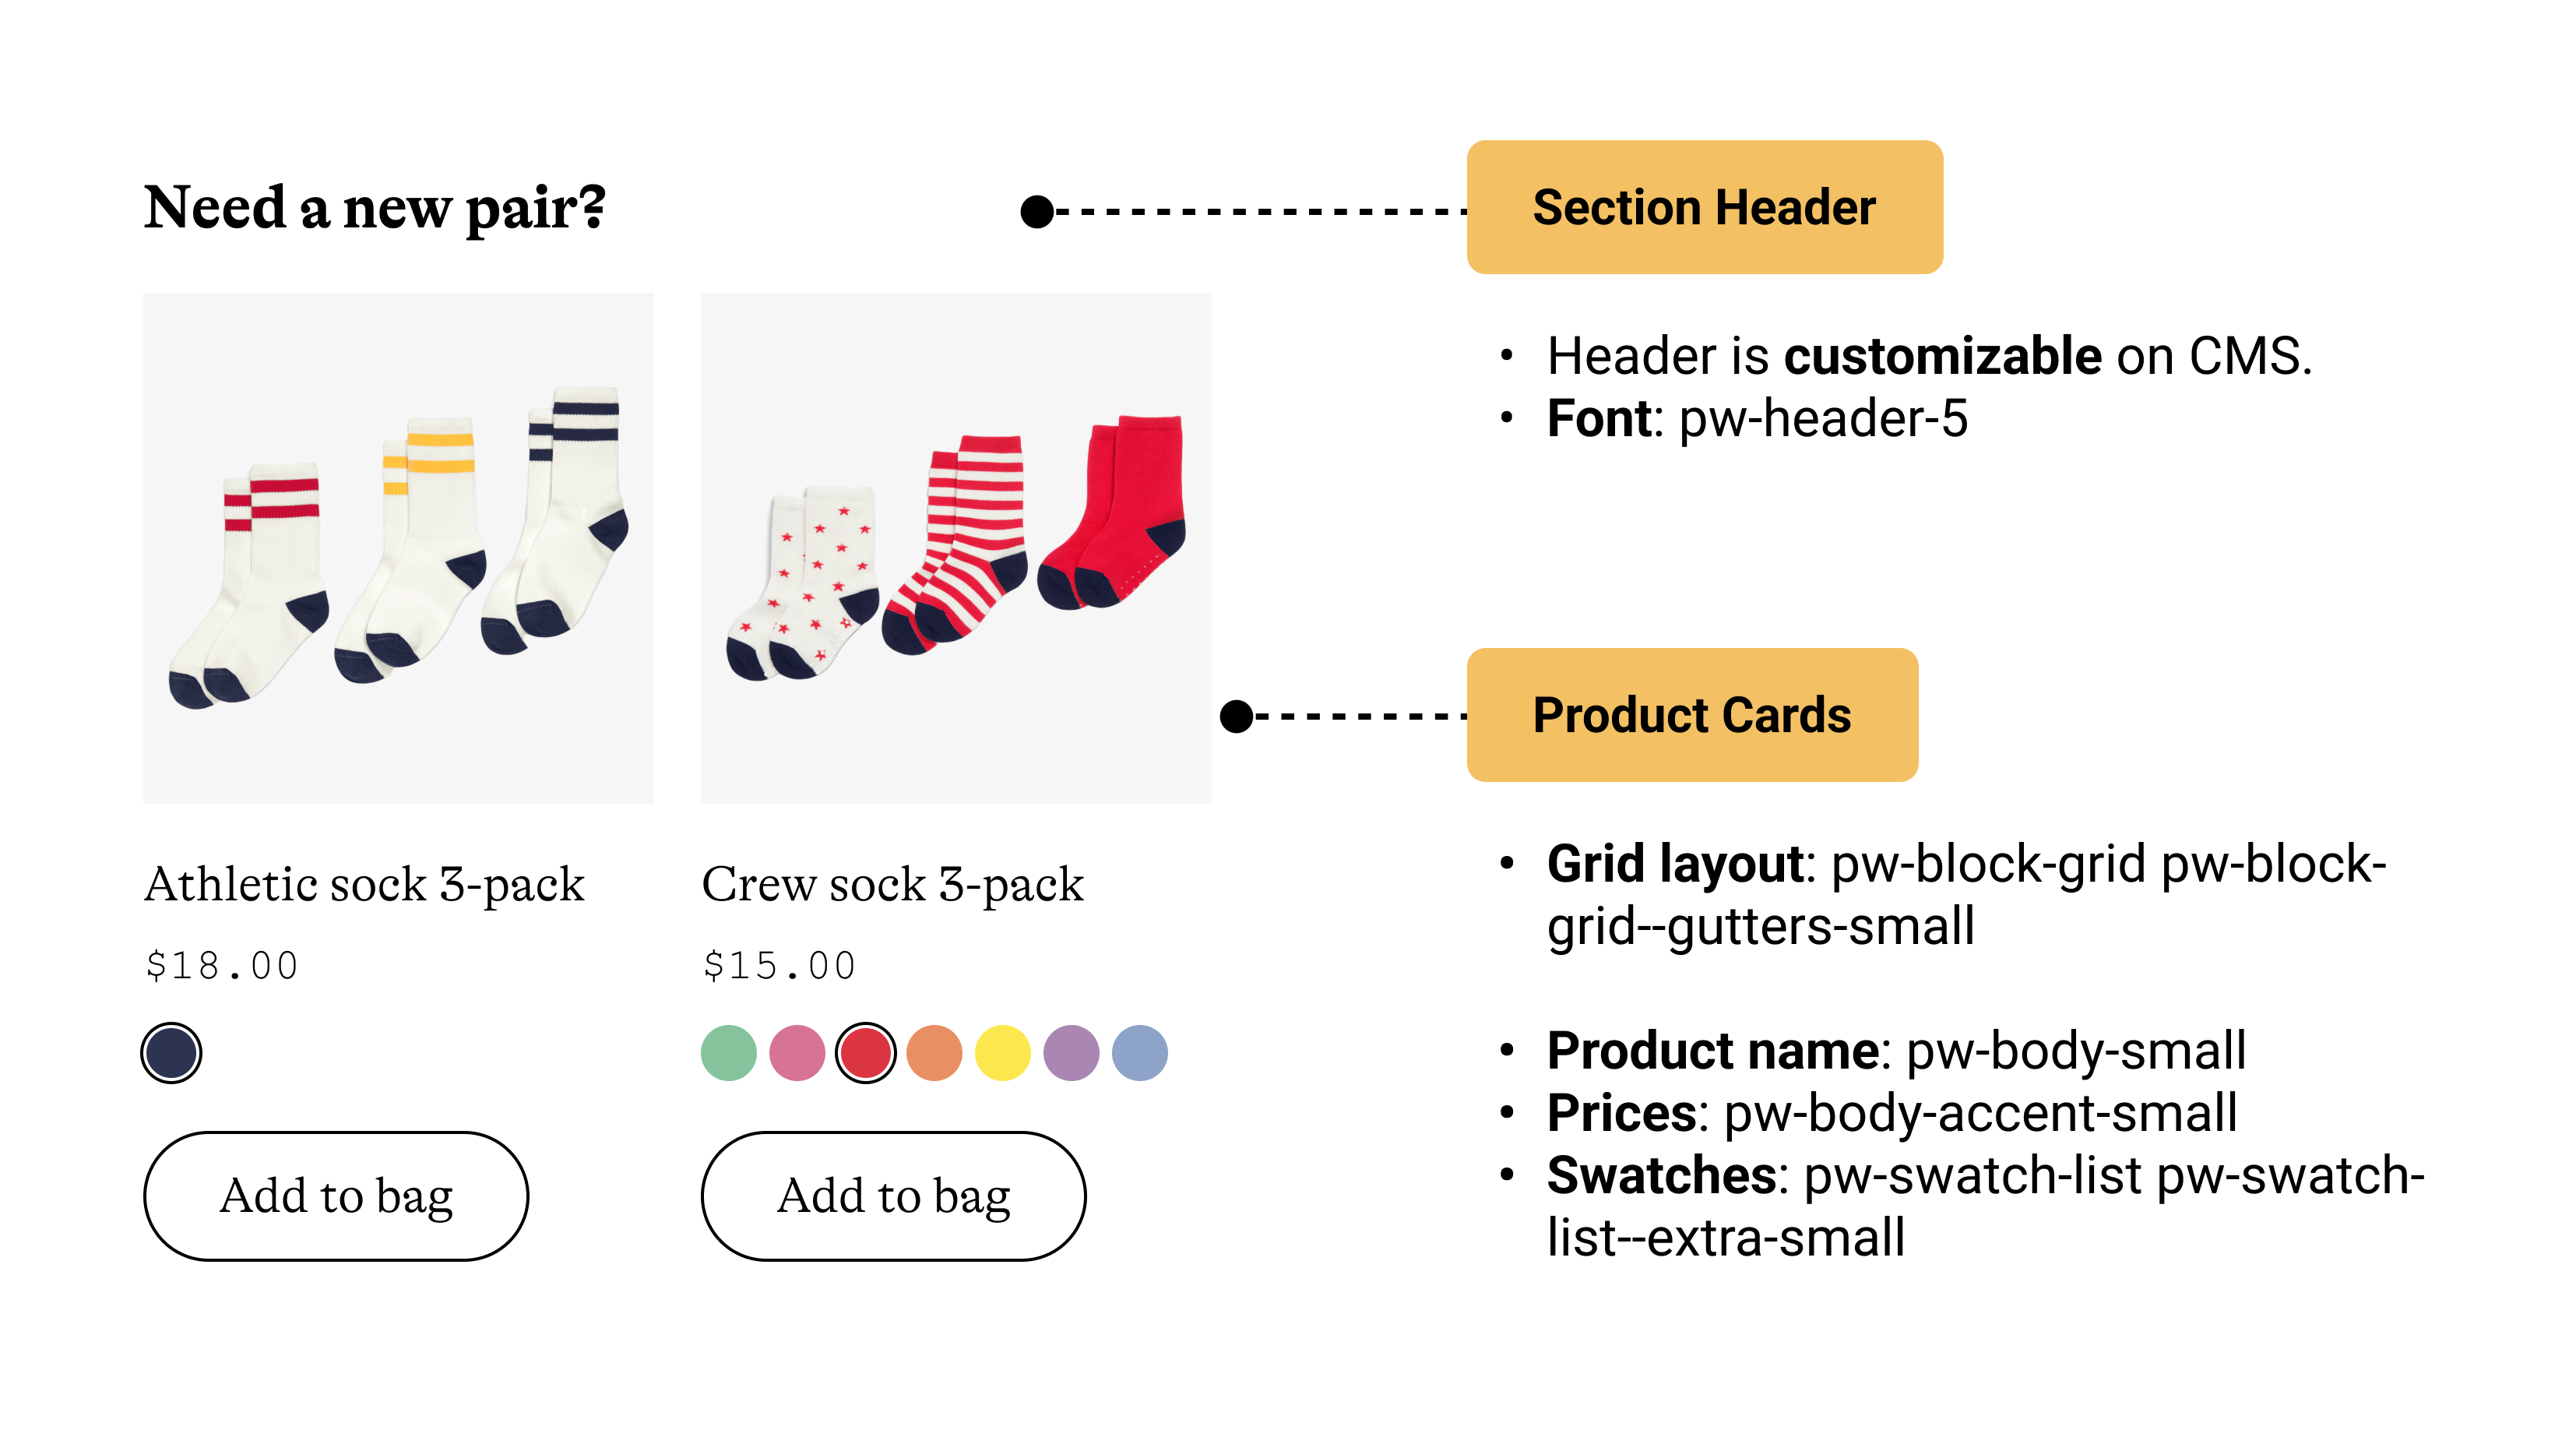 Need a new pair?
Athletic sock 3-pack
$18.00
Add to bag
Crew sock 3-pack
$15.00
Add to bag
Section Header
• Header is customizable on CMS.
• Font: pw-header-5
Product Cards
• Grid layout: pw-block-grid pw-block-
grid--gutters-small
• Product name: pw-body-small
• Prices: pw-body-accent-small
• Swatches: pw-swatch-list pw-swatch-
list--extra-small